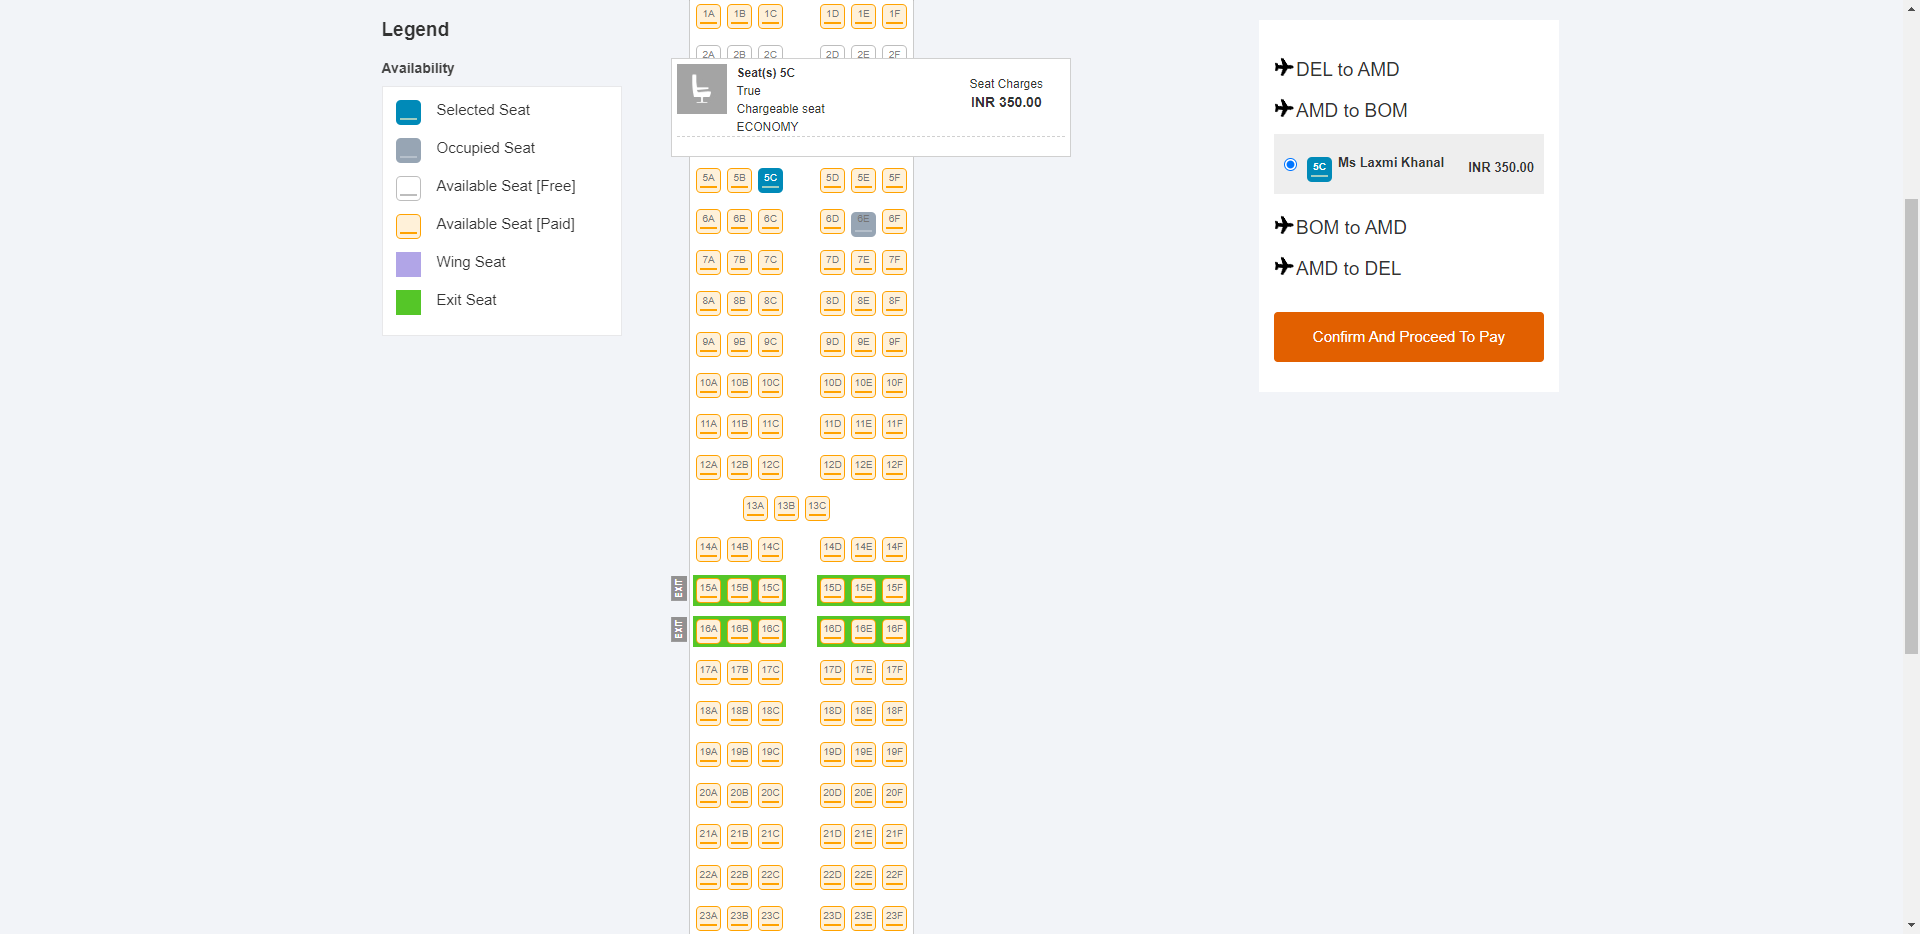 Legend
Availability
Selected Seat
Occupied Seat
Available Seat [Free]
Available Seat [Paid]
Wing Seat
Exit Seat
1A 1B 1C 1D 1E 1F
2A 2B 2C 2D 2E 2F
Seat(s) 5C
True
Chargeable seat
ECONOMY
Seat Charges
INR 350.00
5A 5B 5C 5D 5E 5F
6A 6B 6C 6D 6E 6F
7A 7B 7C 7D 7E 7F
8A 8B 8C 8D 8E 8F
9A 9B 9C 9D 9E 9F
10A 10B 10C 10D 10E 10F
11A 11B 11C 11D 11E 11F
12A 12B 12C 12D 12E 12F
13A 13B 13C
14A 14B 14C 14D 14E 14F
EXIT 15A 15B 15C 15D 15E 15F
EXIT 16A 16B 16C 16D 16E 16F
17A 17B 17C 17D 17E 17F
18A 18B 18C 18D 18E 18F
19A 19B 19C 19D 19E 19F
20A 20B 20C 20D 20E 20F
21A 21B 21C 21D 21E 21F
22A 22B 22C 22D 22E 22F
23A 23B 23C 23D 23E 23F
DEL to AMD
AMD to BOM
5C Ms Laxmi Khanal INR 350.00
BOM to AMD
AMD to DEL
Confirm And Proceed To Pay